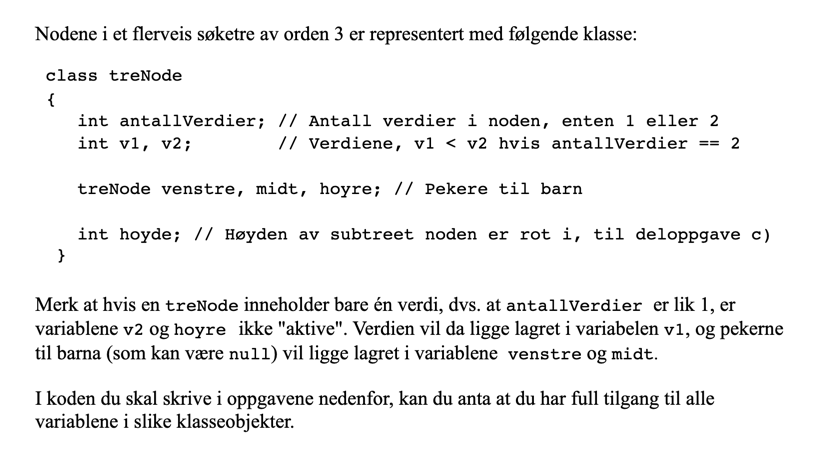 Nodene i et flerveis søketre av orden 3 er representert med følgende klasse:
class treNode
{
int antallVerdier; // Antall verdier i noden, enten 1 eller 2
int v1, v2; // Verdiene, v1 < v2 hvis antallVerdier == 2
treNode venstre, midt, hoyre; // Pekere til barn
int hoyde; // Høyden av subtreet noden er rot i, til deloppgave c)
}
Merk at hvis en treNode inneholder bare én verdi, dvs. at antallVerdier er lik 1, er
variablene v2 og hoyre ikke "aktive". Verdien vil da ligge lagret i variabelen v1, og pekerne
til barna (som kan være null) vil ligge lagret i variablene venstre og midt.
I koden du skal skrive i oppgavene nedenfor, kan du anta at du har full tilgang til alle
variablene i slike klasseobjekter.